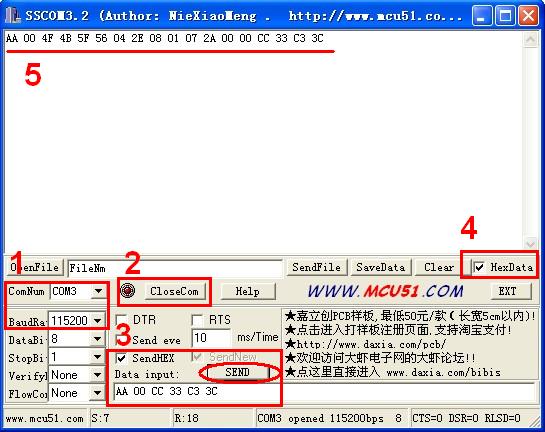 SSCOM3.2 (Author: NieXiaoMeng . http://www.mcu51.co...
AA 00 4F 4B 5F 56 04 2E 08 01 07 2A 00 00 CC 33 C3 3C
5
4
OpenFile FileNm SendFile SaveData Clear HexData
1 2
ComNum COM3 CloseCom Help WWW.MCU51.COM EXT
BaudRa 115200 DTR RTS
DataBi 8 Send eve 10 ms/Time
3
StopBi 1 SendHEX SendNew
Verify None Data input: SEND
FlowCon None AA 00 CC 33 C3 3C
★嘉立创PCB样板,最低50元/款(长宽5cm以内)!
★点击进入打样板注册页面,支持淘宝支付!
★http://www.daxia.com/pcb/
★欢迎访问大虾电子网的大虾论坛!!
★点这里直接进入 www.daxia.com/bibis
www.mcu51.com S:7 R:18 COM3 opened 115200bps 8 CTS=0 DSR=0 RLSD=0